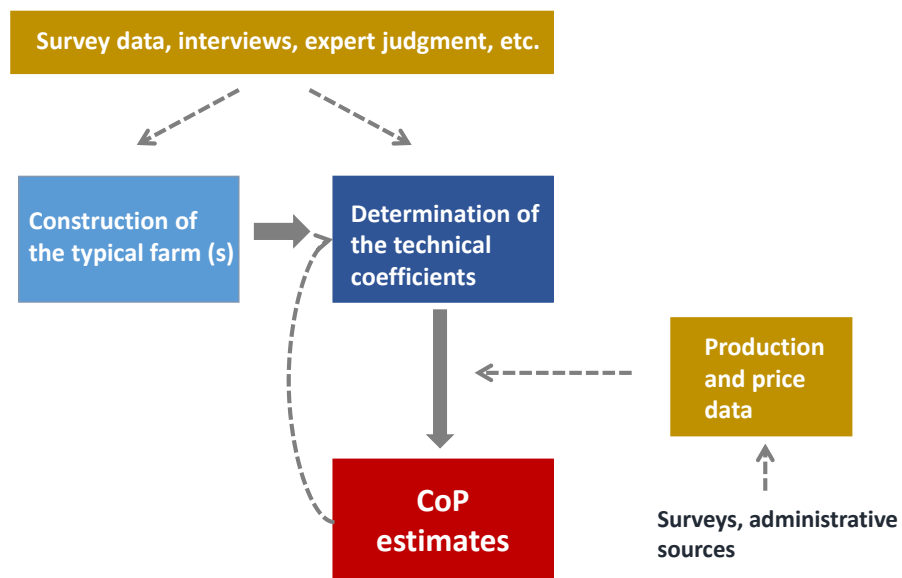 Survey data, interviews, expert judgment, etc.
Construction of
the typical farm (s)
Determination of
the technical
coefficients
Production
and price
data
CoP
estimates
Surveys, administrative
sources